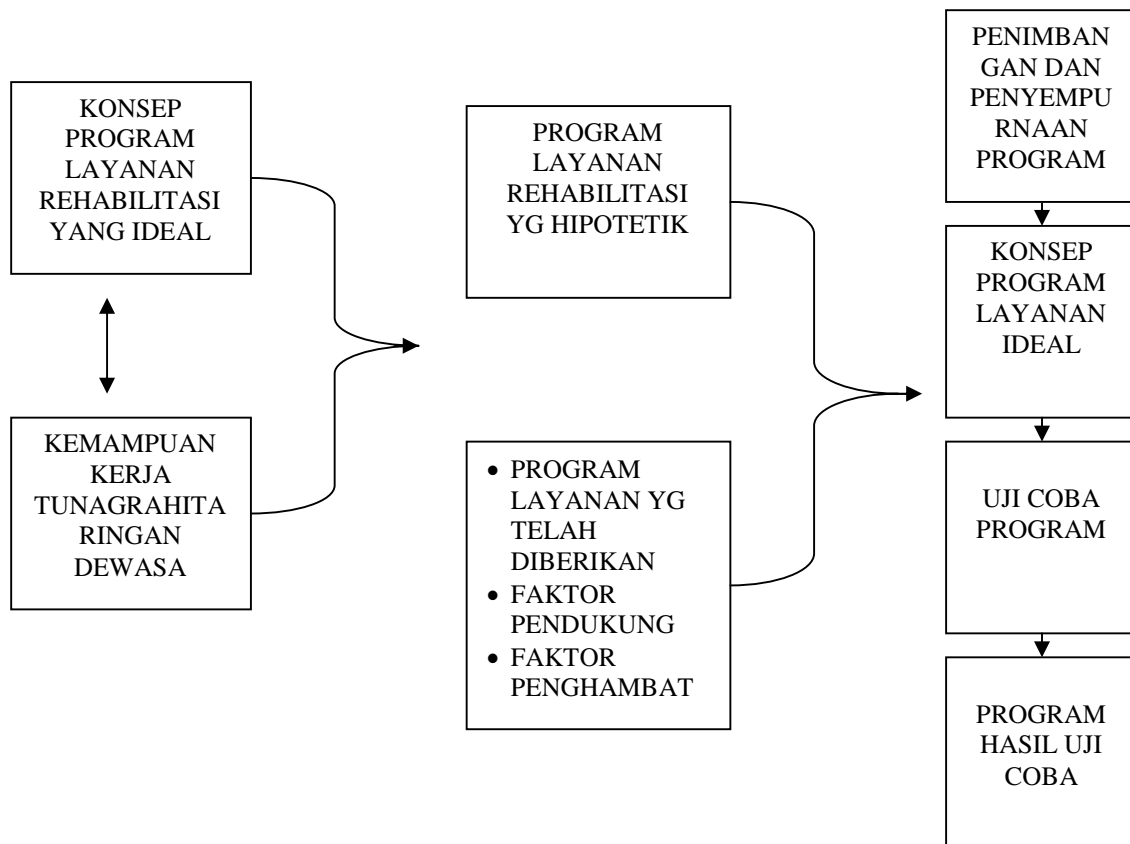 KONSEP
PROGRAM
LAYANAN
REHABILITASI
YANG IDEAL
KEMAMPUAN
KERJA
TUNAGRAHITA
RINGAN
DEWASA
PROGRAM
LAYANAN
REHABILITASI
YG HIPOTETIK
• PROGRAM
LAYANAN YG
TELAH
DIBERIKAN
• FAKTOR
PENDUKUNG
• FAKTOR
PENGHAMBAT
PENIMBAN
GAN DAN
PENYEMPU
RNAAN
PROGRAM
KONSEP
PROGRAM
LAYANAN
IDEAL
UJI COBA
PROGRAM
PROGRAM
HASIL UJI
COBA